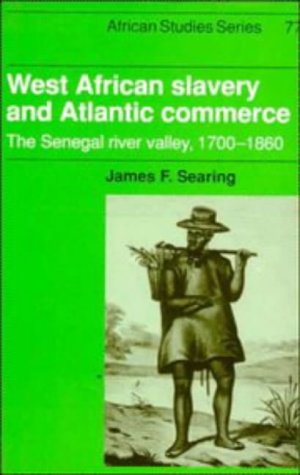 African Studies Series 77
West African slavery
and Atlantic commerce
The Senegal river valley, 1700–1860
James F. Searing